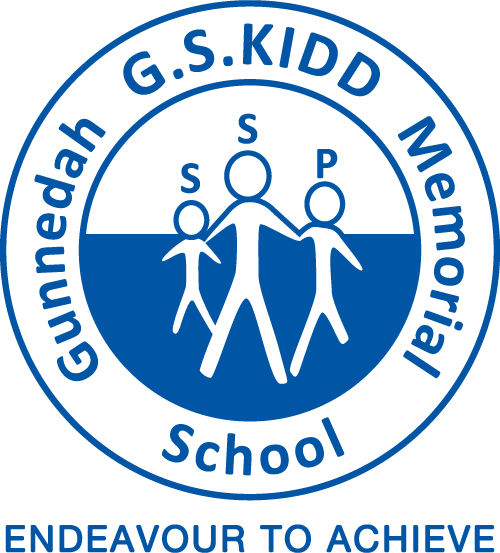 Gunnedah G.S.KIDD Memorial
School
S S P
ENDEAVOUR TO ACHIEVE